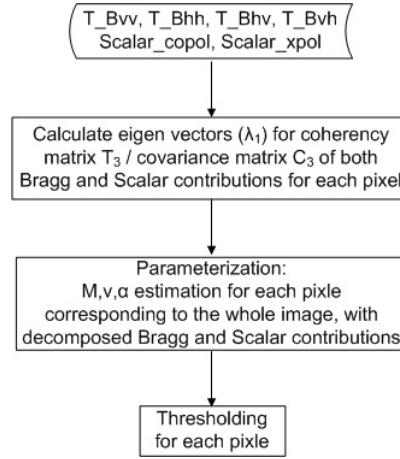 T_Bvv, T_Bhh, T_Bhv, T_Bvh
Scalar_copol, Scalar_xpol
Calculate eigen vectors (λ₁) for coherency
matrix T₃ / covariance matrix C₃ of both
Bragg and Scalar contributions for each pixel
Parameterization:
M,ν,α estimation for each pixle
corresponding to the whole image, with
decomposed Bragg and Scalar contributions
Thresholding
for each pixle